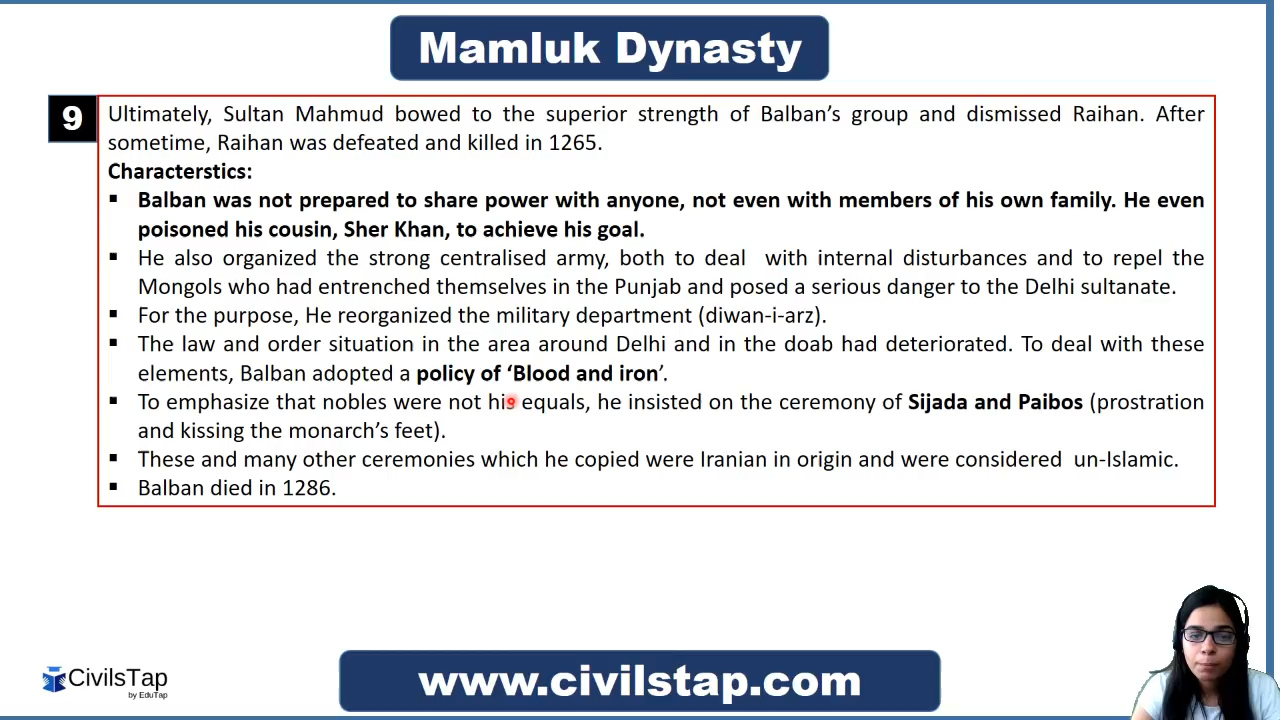 Mamluk Dynasty
9
Ultimately, Sultan Mahmud bowed to the superior strength of Balban’s group and dismissed Raihan. After
sometime, Raihan was defeated and killed in 1265.
Characterstics:
▪ Balban was not prepared to share power with anyone, not even with members of his own family. He even
poisoned his cousin, Sher Khan, to achieve his goal.
▪ He also organized the strong centralised army, both to deal with internal disturbances and to repel the
Mongols who had entrenched themselves in the Punjab and posed a serious danger to the Delhi sultanate.
▪ For the purpose, He reorganized the military department (diwan-i-arz).
▪ The law and order situation in the area around Delhi and in the doab had deteriorated. To deal with these
elements, Balban adopted a policy of ‘Blood and iron’.
▪ To emphasize that nobles were not his equals, he insisted on the ceremony of Sijada and Paibos (prostration
and kissing the monarch’s feet).
▪ These and many other ceremonies which he copied were Iranian in origin and were considered un-Islamic.
▪ Balban died in 1286.
CivilsTap
by EduTap
www.civilstap.com